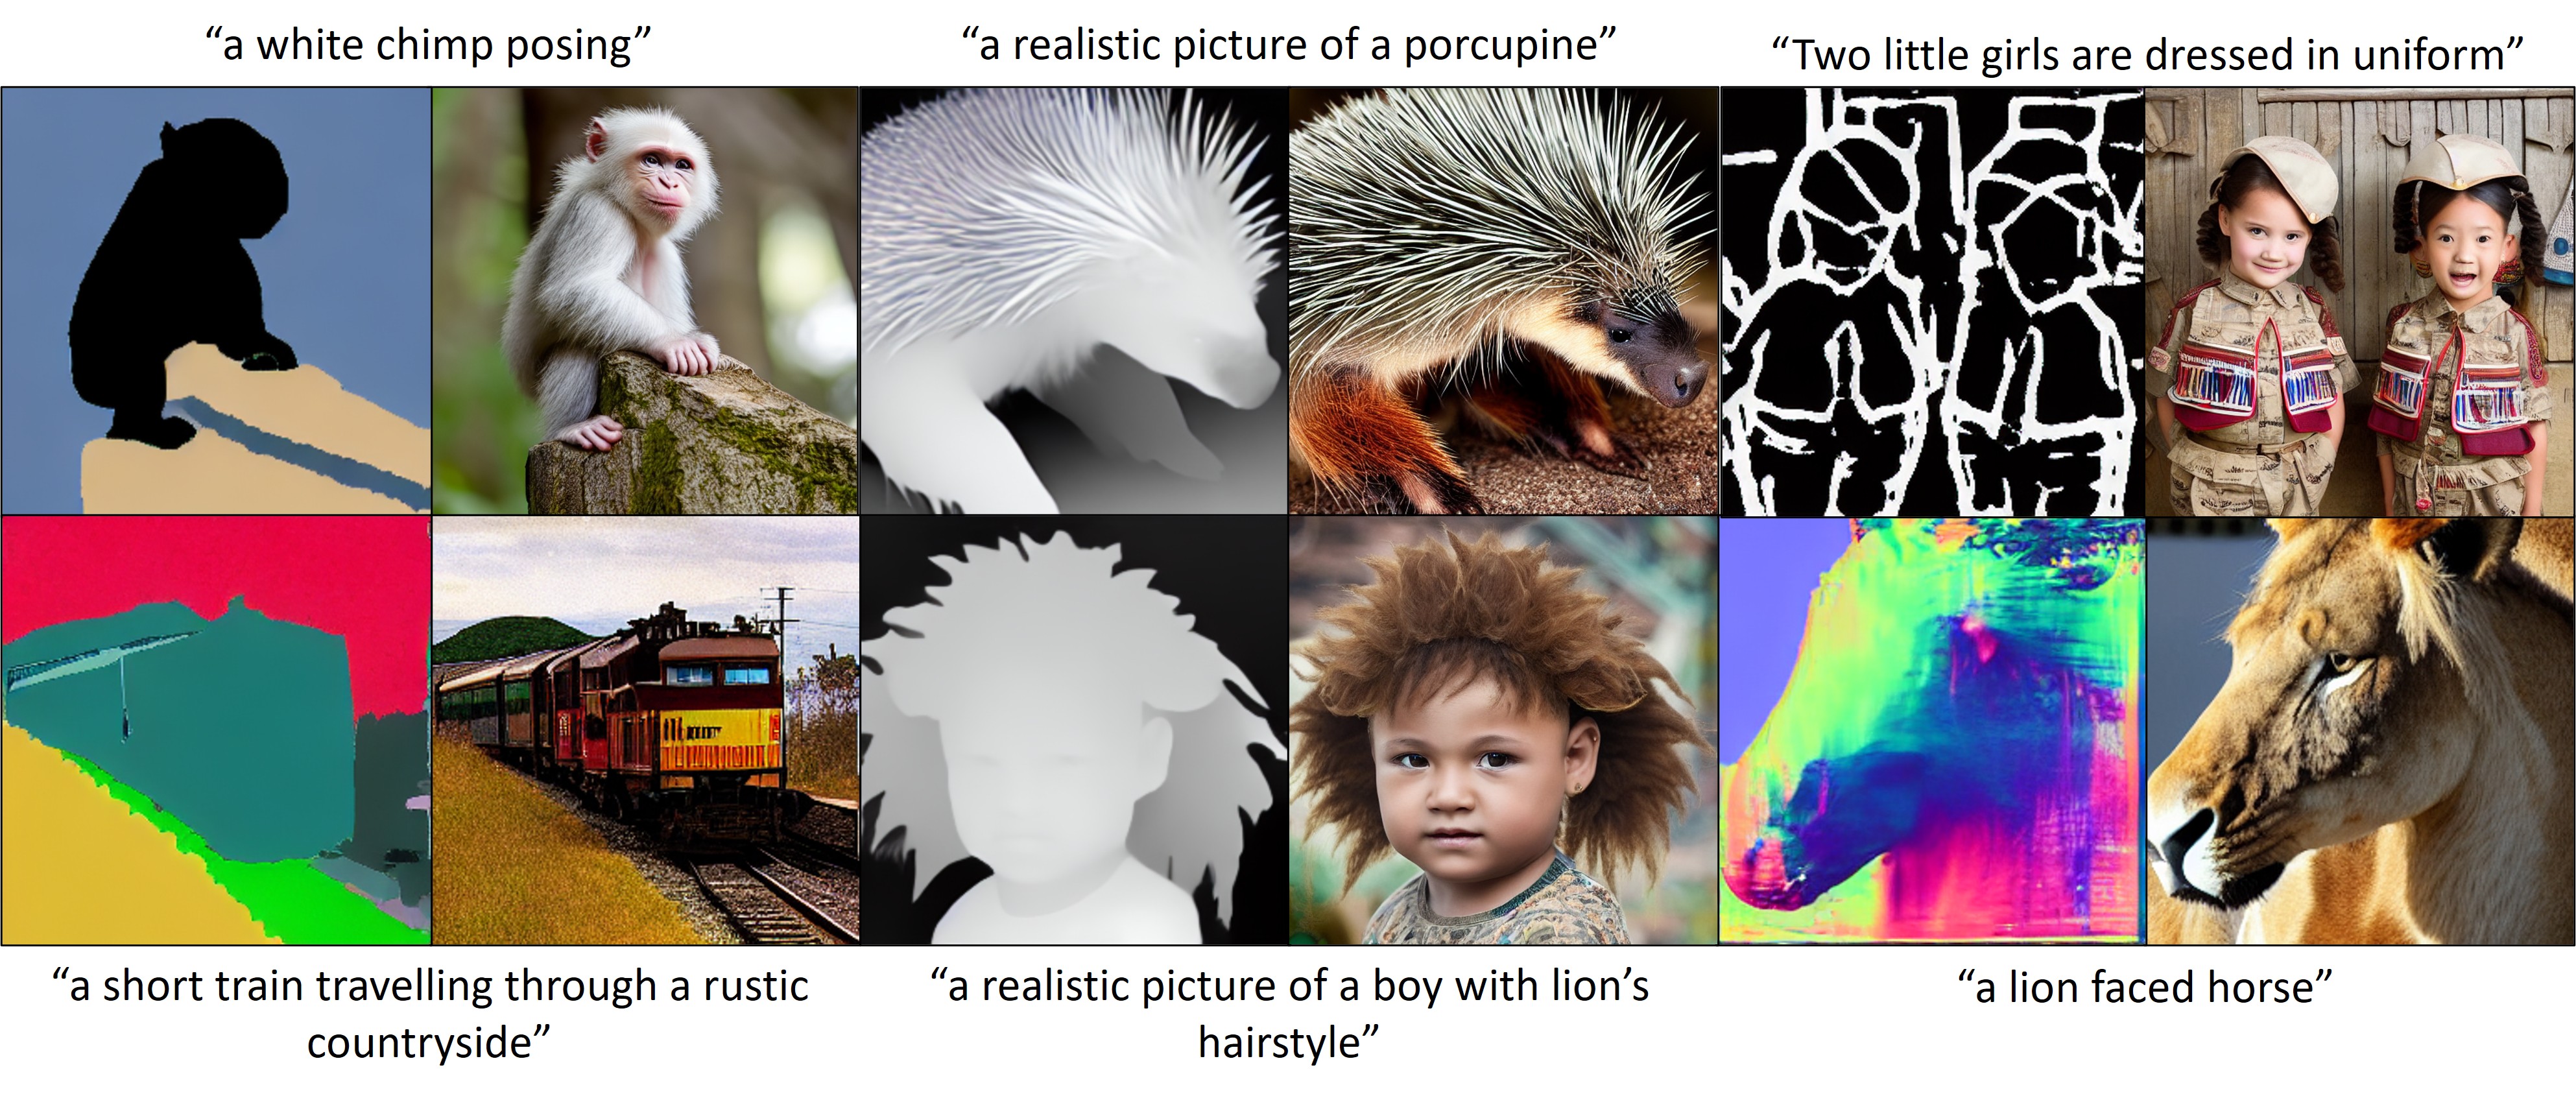 “a white chimp posing”
“a realistic picture of a porcupine”
“Two little girls are dressed in uniform”
“a short train travelling through a rustic
countryside”
“a realistic picture of a boy with lion’s
hairstyle”
“a lion faced horse”